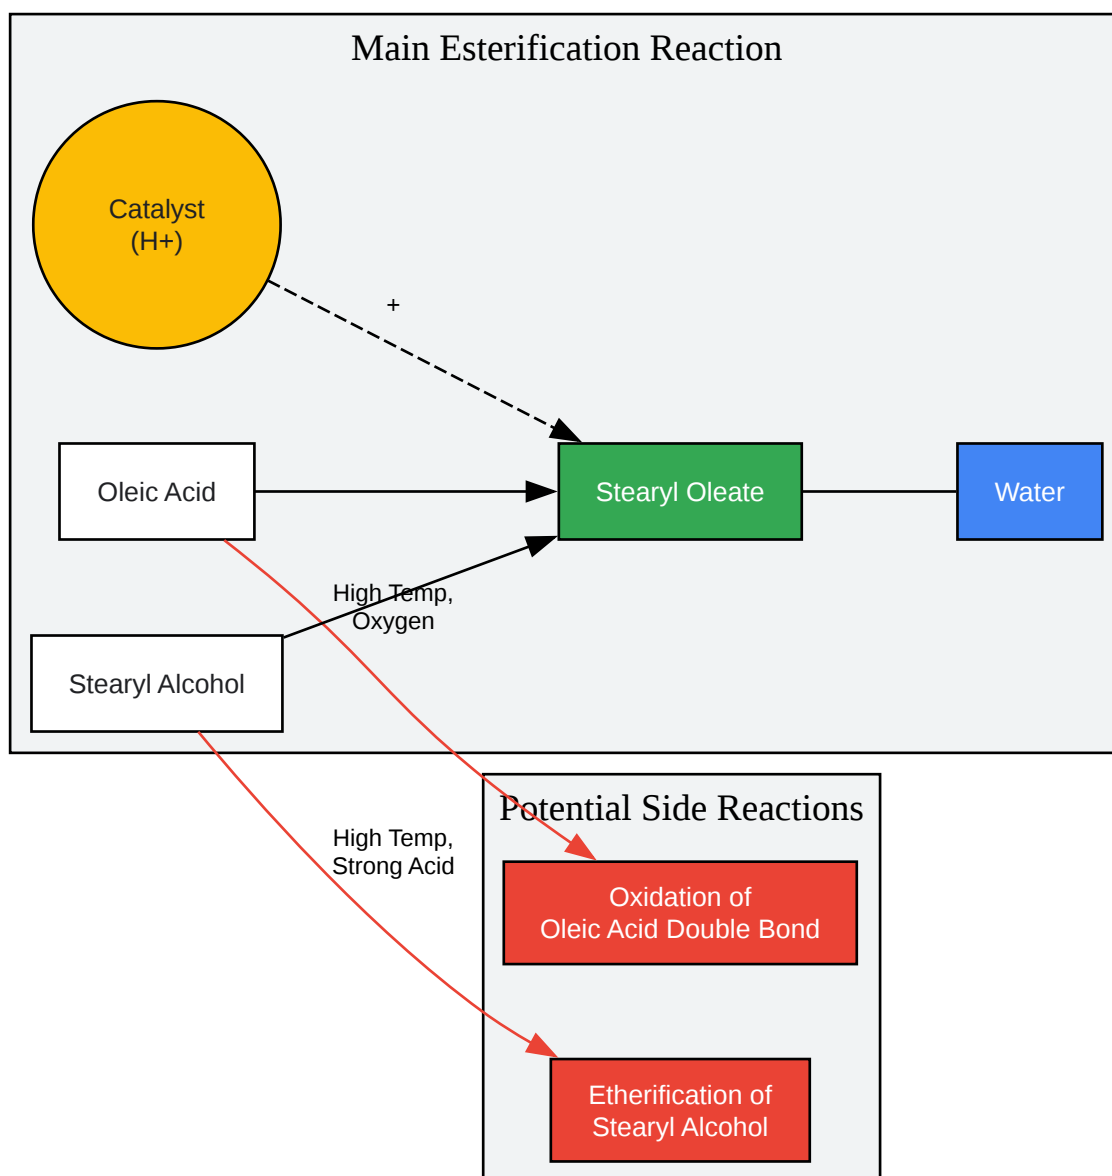 Main Esterification Reaction
Catalyst
(H+)
+
Oleic Acid
Stearyl Oleate
Water
High Temp,
Oxygen
Stearyl Alcohol
Potential Side Reactions
High Temp,
Strong Acid
Oxidation of
Oleic Acid Double Bond
Etherification of
Stearyl Alcohol